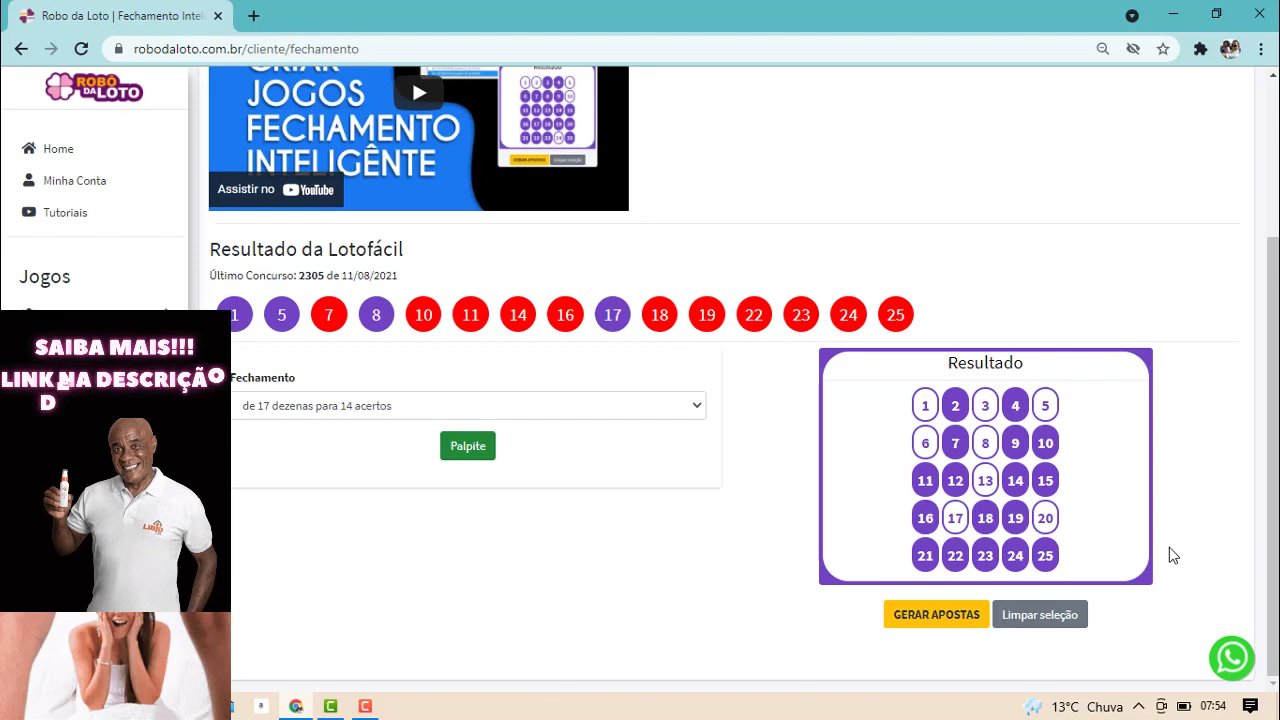 Robo da Loto | Fechamento Intel
robodaloto.com.br/cliente/fechamento
ROBO
DA LOTO
Home
Minha Conta
Tutoriais
Jogos
CRIAR
JOGOS
FECHAMENTO
INTELIGÊNTE
Resultado
GERAR APOSTAS
Assistir no YouTube
Resultado da Lotofácil
Último Concurso: 2305 de 11/08/2021
1 5 7 8 10 11 14 16 17 18 19 22 23 24 25
SAIBA MAIS!!!
LINK NA DESCRIÇÃO
D
LIBID
Fechamento
de 17 dezenas para 14 acertos
Palpite
Resultado
1 2 3 4 5
6 7 8 9 10
11 12 13 14 15
16 17 18 19 20
21 22 23 24 25
GERAR APOSTAS Limpar seleção
a
13°C Chuva 07:54